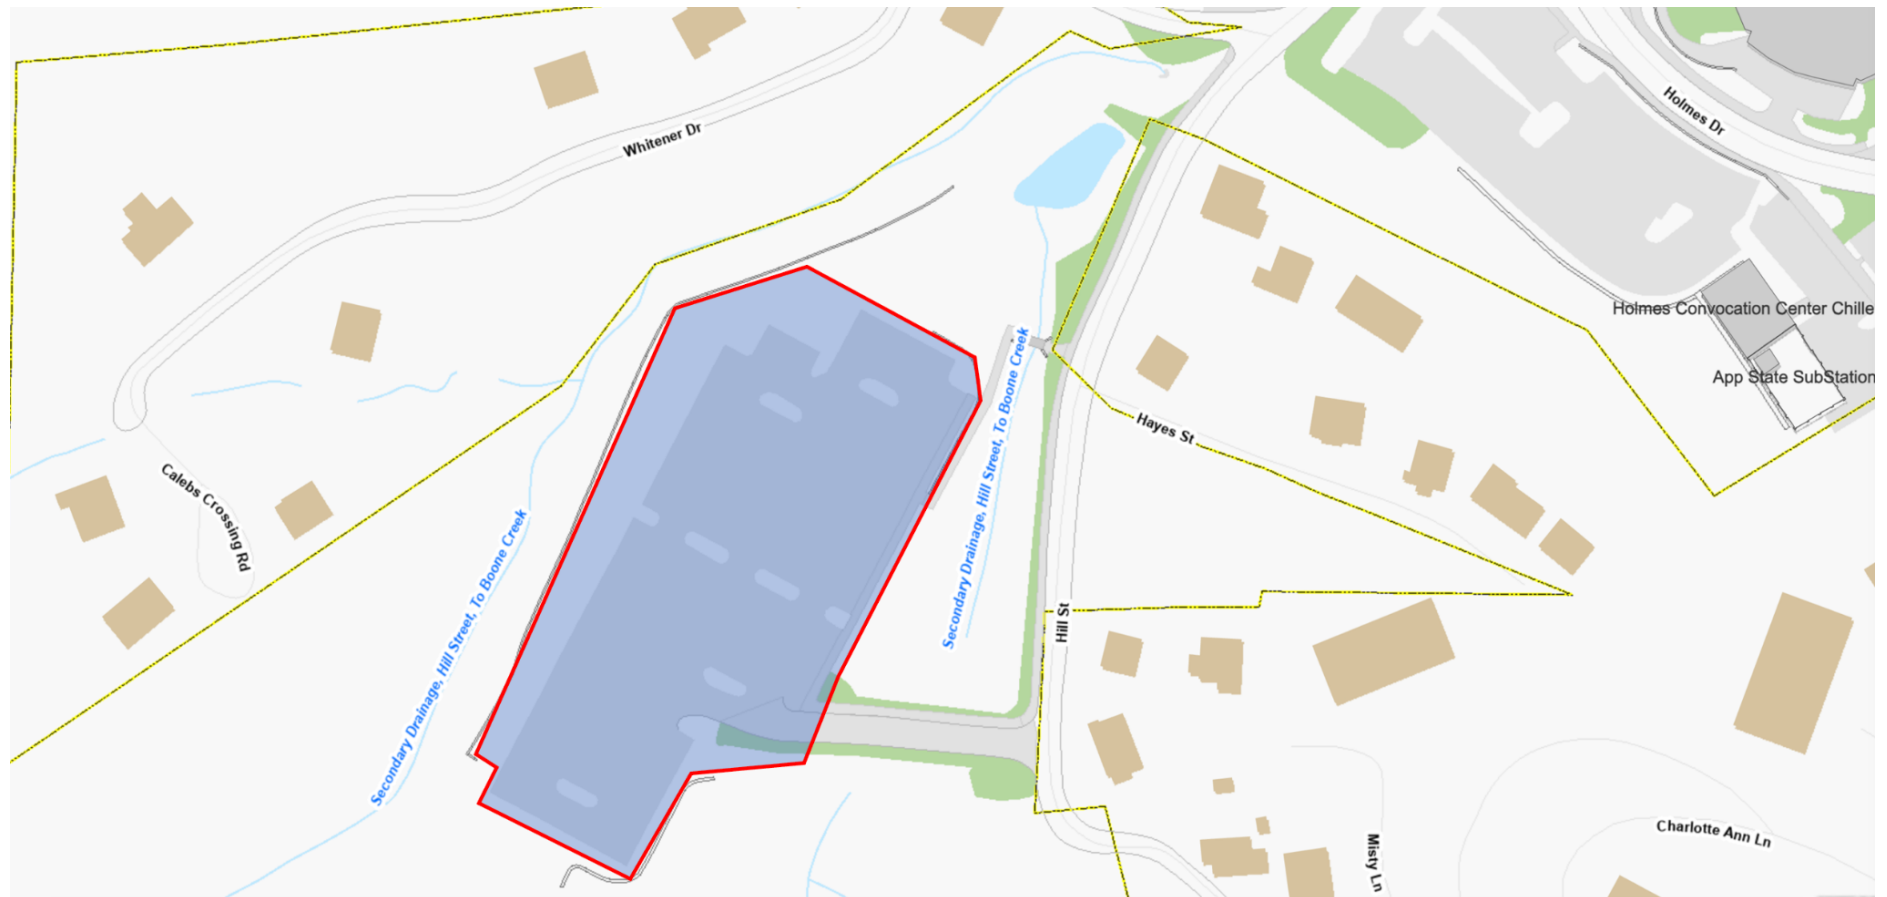 Holmes Dr
Whitener Dr
Holmes Convocation Center Chille
App State SubStation
Hayes St
Calebs Crossing Rd
Secondary Drainage, Hill Street, To Boone Creek
Secondary Drainage, Hill Street, To Boone Creek
Hill St
Charlotte Ann Ln
Misty Ln